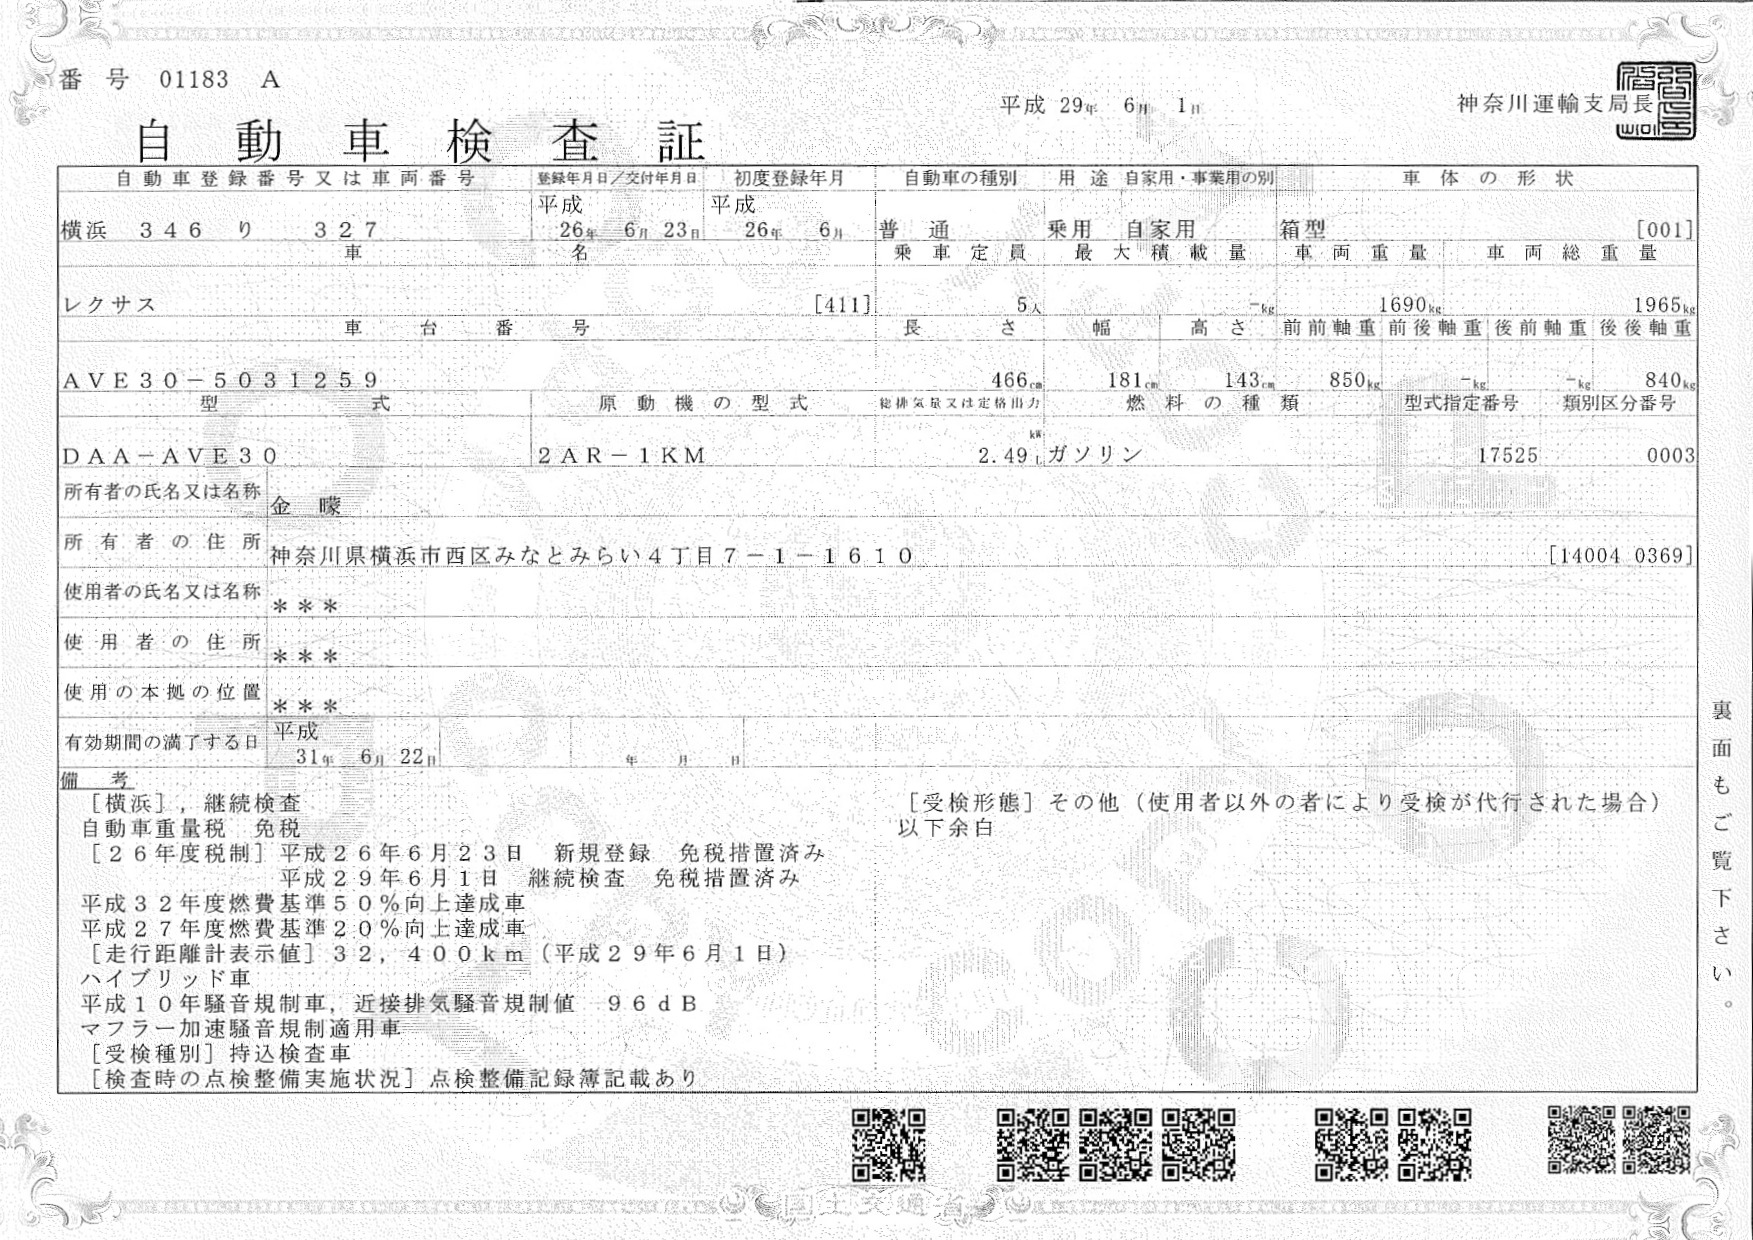 番号 01183 A
平成 29年 6月 1日
神奈川運輸支局長
自動車検査証
自動車登録番号又は車両番号 登録年月日/交付年月日 初度登録年月 自動車の種別 用途 自家用・事業用の別 車体の形状
平成 平成
横浜 346 り 327 26年 6月 23日 26年 6月 普通 乗用 自家用 箱型 [001]
車名 乗車定員 最大積載量 車両重量 車両総重量
レクサス [411] 5人 -kg 1690kg 1965kg
車台番号 長さ 幅 高さ 前前軸重 前後軸重 後前軸重 後後軸重
AVE30-5031259 466cm 181cm 143cm 850kg -kg -kg 840kg
型式 原動機の型式 総排気量又は定格出力 燃料の種類 型式指定番号 類別区分番号
kW
DAA-AVE30 2AR-1KM 2.49 L ガソリン 17525 0003
所有者の氏名又は名称 金 曚
所有者の住所 神奈川県横浜市西区みなとみらい4丁目7-1-1610 [14004 0369]
使用者の氏名又は名称 ***
使用者の住所 ***
使用の本拠の位置 ***
有効期間の満了する日 平成
31年 6月 22日 年 月 日
備考
[横浜],継続検査
自動車重量税 免税
[26年度税制]平成26年6月23日 新規登録 免税措置済み
平成29年6月1日 継続検査 免税措置済み
平成32年度燃費基準50%向上達成車
平成27年度燃費基準20%向上達成車
[走行距離計表示値]32,400km(平成29年6月1日)
ハイブリッド車
平成10年騒音規制車,近接排気騒音規制値 96dB
マフラー加速騒音規制適用車
[受検種別]持込検査車
[検査時の点検整備実施状況]点検整備記録簿記載あり
[受検形態]その他(使用者以外の者により受検が代行された場合)
以下余白
裏面もご覧下さい。
国土交通省